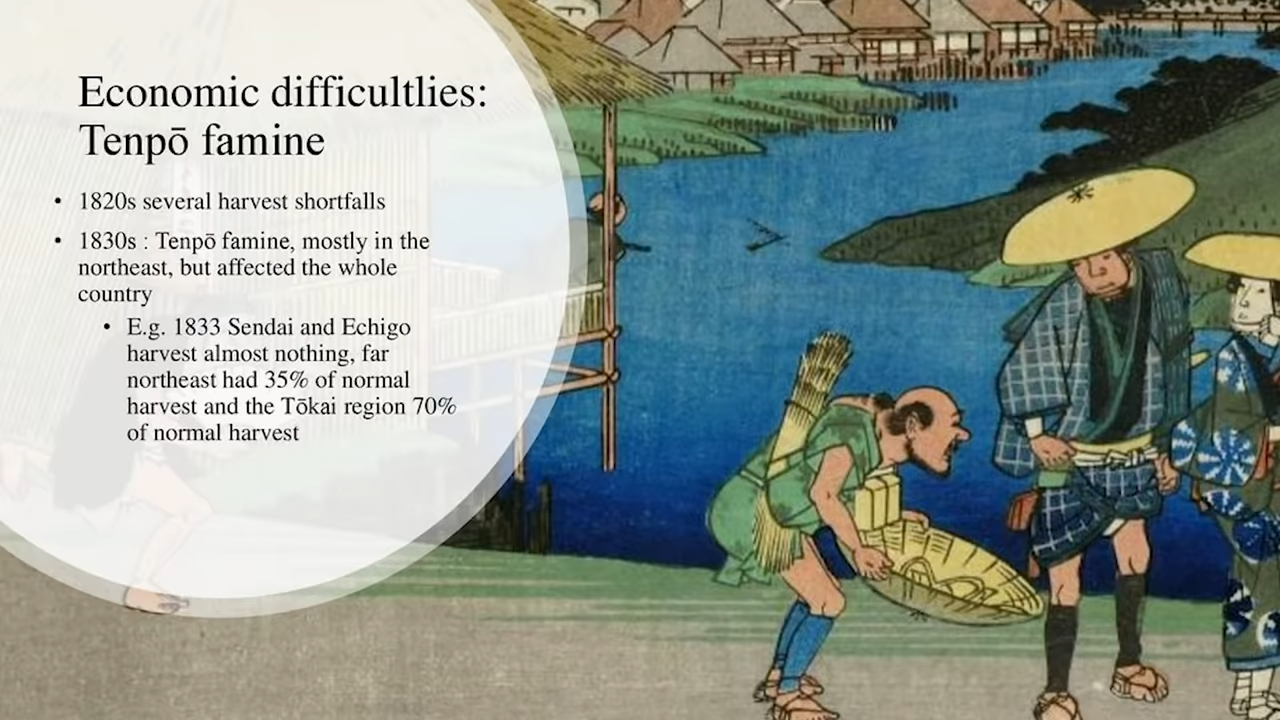 Economic difficultlies:
Tenpō famine
• 1820s several harvest shortfalls
• 1830s : Tenpō famine, mostly in the
northeast, but affected the whole
country
• E.g. 1833 Sendai and Echigo
harvest almost nothing, far
northeast had 35% of normal
harvest and the Tōkai region 70%
of normal harvest